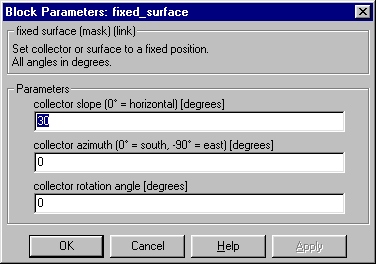 Block Parameters: fixed_surface
fixed surface (mask) (link)
Set collector or surface to a fixed position.
All angles in degrees.
Parameters
collector slope (0° = horizontal) [degrees]
30
collector azimuth (0° = south, -90° = east) [degrees]
0
collector rotation angle [degrees]
0
OK Cancel Help Apply